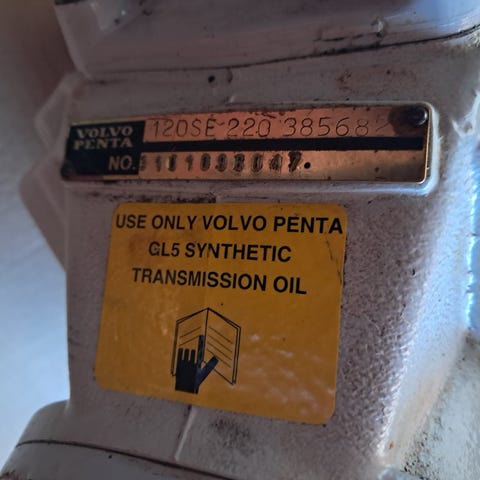 VOLVO PENTA
120SE-220 38568
NO.
USE ONLY VOLVO PENTA
GL5 SYNTHETIC
TRANSMISSION OIL